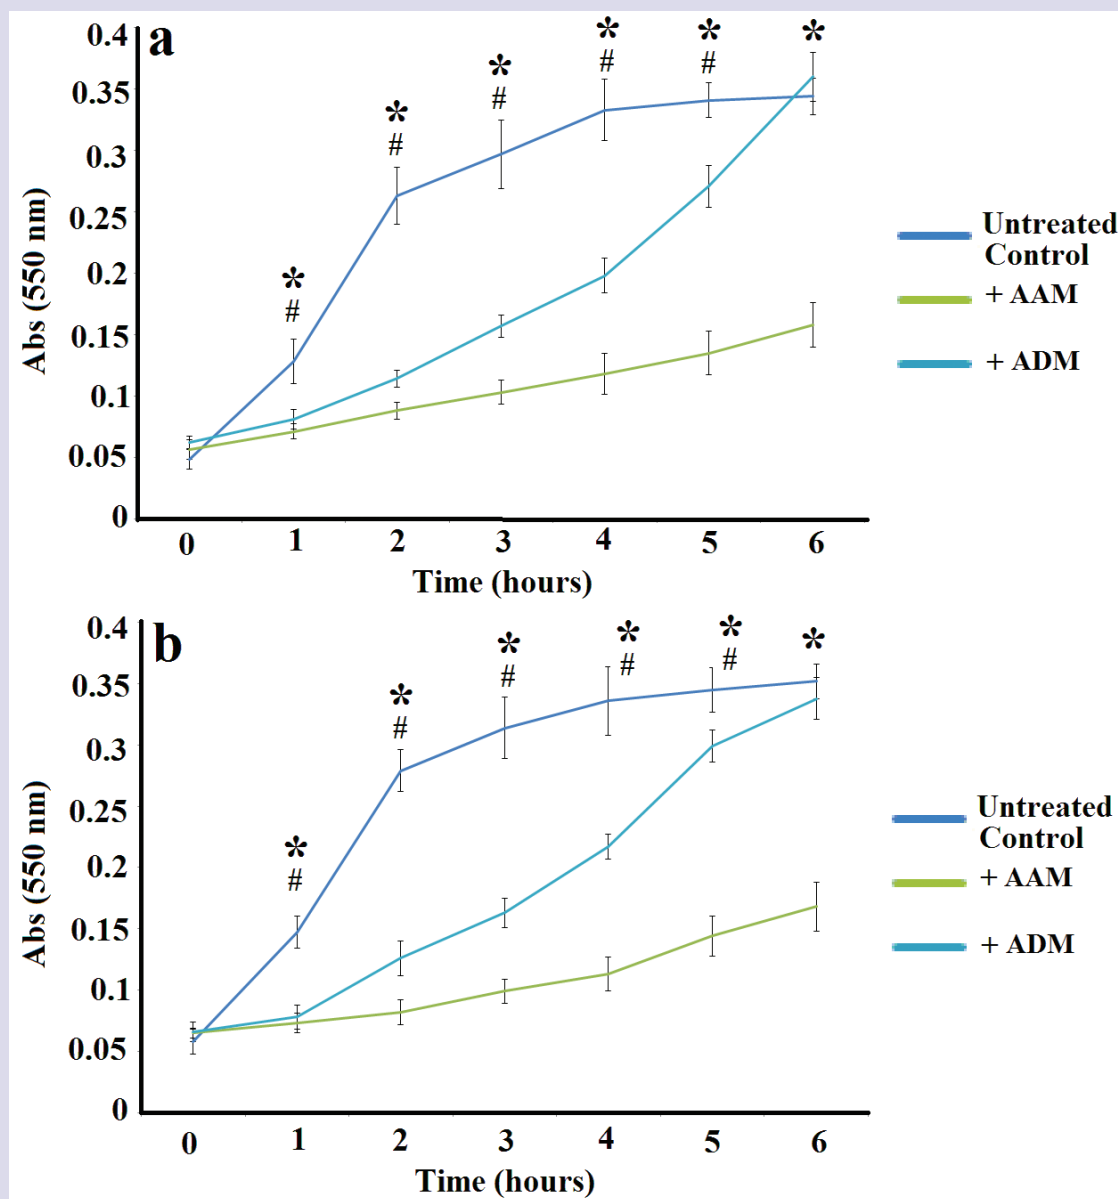 a
* * * * * *
# # # # #
0.4
0.35
0.3
0.25
0.2
0.15
0.1
0.05
0
Abs (550 nm)
0 1 2 3 4 5 6
Time (hours)
Untreated
Control
+ AAM
+ ADM
b
* * * * * *
# # # # #
0.4
0.35
0.3
0.25
0.2
0.15
0.1
0.05
0
Abs (550 nm)
0 1 2 3 4 5 6
Time (hours)
Untreated
Control
+ AAM
+ ADM